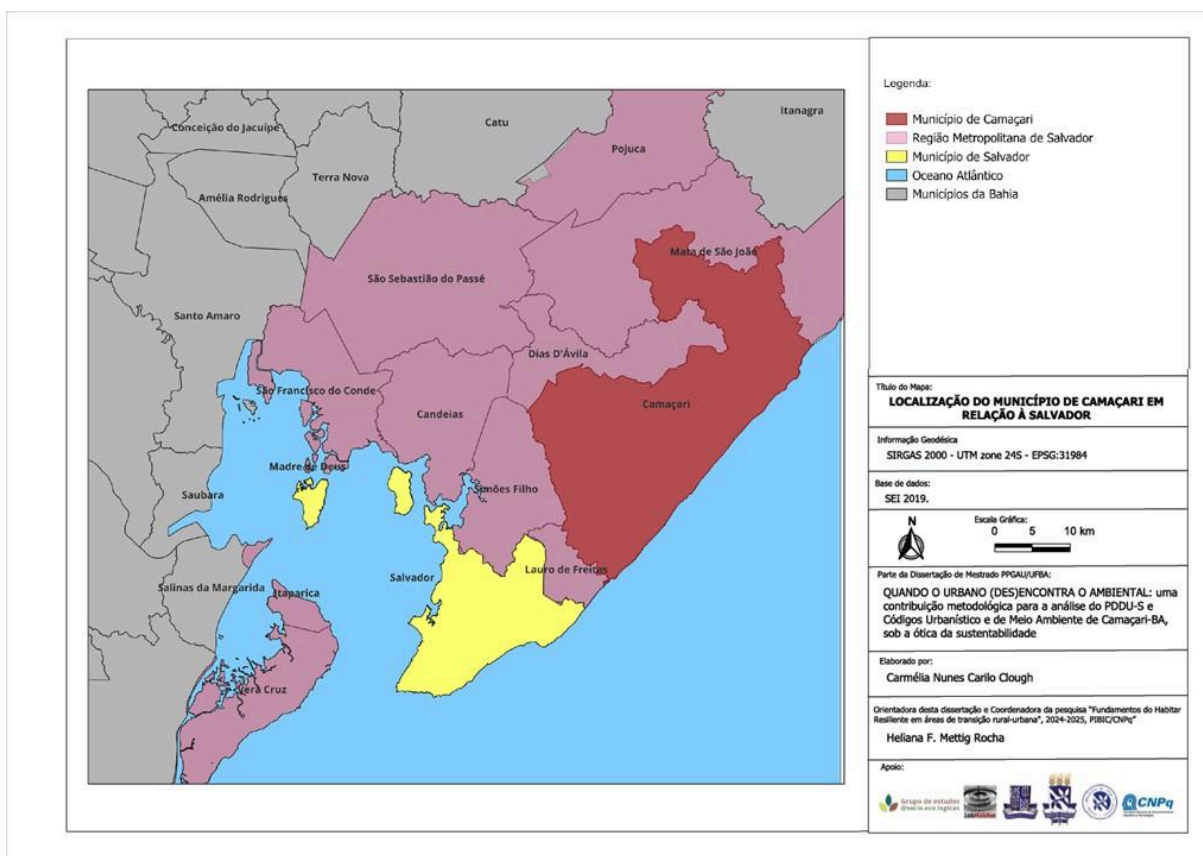 Conceição do Jacuípe
Catu
Itanagra
Pojuca
Terra Nova
Amélia Rodrigues
Mata de São João
São Sebastião do Passé
Santo Amaro
Dias D'Ávila
São Francisco do Conde
Camaçari
Candeias
Madre de Deus
Simões Filho
Saubara
Lauro de Freitas
Salvador
Salinas da Margarida
Itaparica
Vera Cruz
Legenda:
Município de Camaçari
Região Metropolitana de Salvador
Município de Salvador
Oceano Atlântico
Municípios da Bahia
Título do Mapa:
LOCALIZAÇÃO DO MUNICÍPIO DE CAMAÇARI EM
RELAÇÃO À SALVADOR
Informação Geodésica
SIRGAS 2000 - UTM zone 24S - EPSG:31984
Base de dados:
SEI 2019.
N
Escala Gráfica:
0 5 10 km
Parte da Dissertação de Mestrado PPGAU/UFBA:
QUANDO O URBANO (DES)ENCONTRA O AMBIENTAL: uma
contribuição metodológica para a análise do PDDU-S e
Códigos Urbanístico e de Meio Ambiente de Camaçari-BA,
sob a ótica da sustentabilidade
Elaborado por:
Carmélia Nunes Carilo Clough
Orientadora desta dissertação e Coordenadora da pesquisa "Fundamentos do Habitar
Resiliente em áreas de transição rural-urbana", 2024-2025, PIBIC/CNPq"
Heliana F. Mettig Rocha
Apoio:
Grupo de estudos
@socio.eco.lógicas
LabHabitar
CNPq